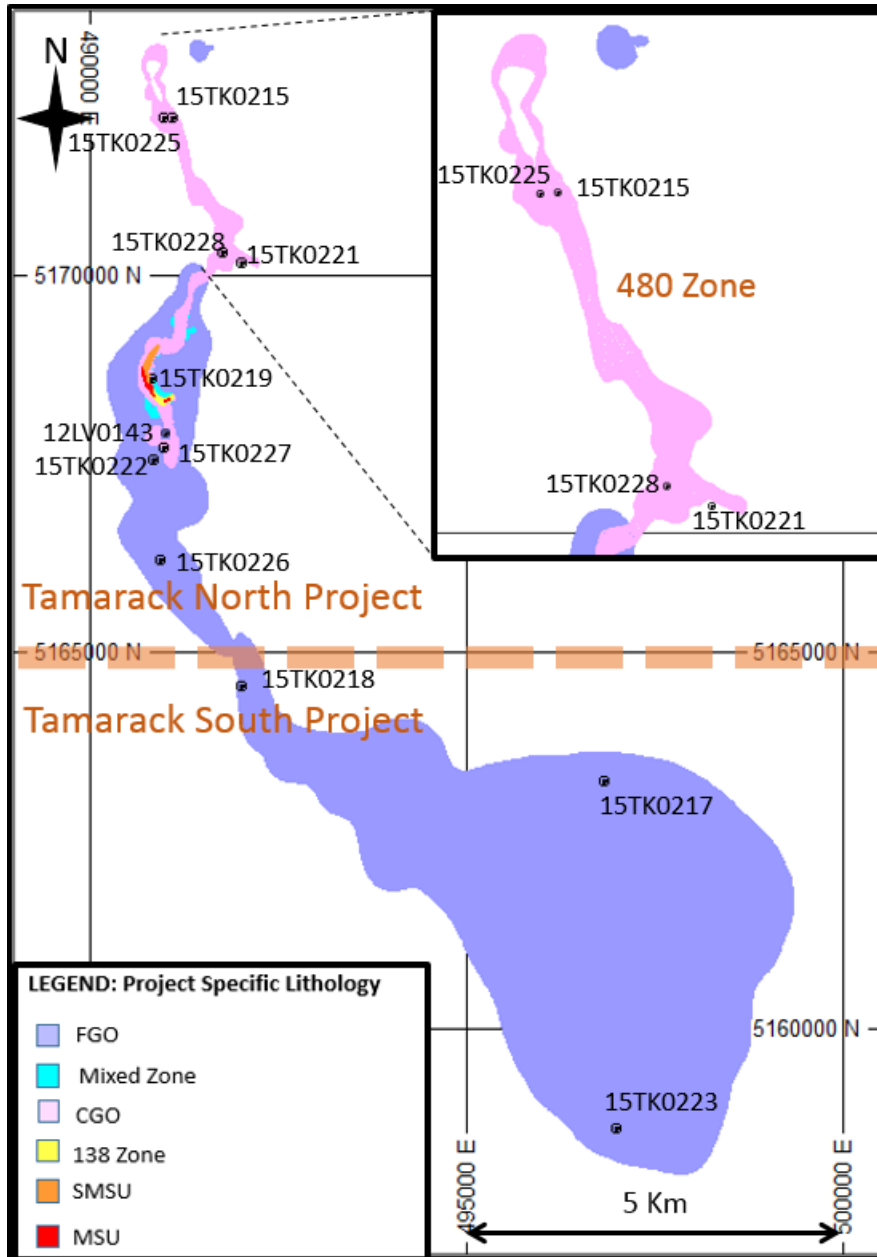 N
490000 E
15TK0215
15TK0225
15TK0228
15TK0221
5170000 N
15TK0219
12LV0143
15TK0227
15TK0222
15TK0226
Tamarack North Project
5165000 N
5165000 N
15TK0218
Tamarack South Project
15TK0217
5160000 N
15TK0223
495000 E
5 Km
500000 E
15TK0225
15TK0215
480 Zone
15TK0228
15TK0221
LEGEND: Project Specific Lithology
FGO
Mixed Zone
CGO
138 Zone
SMSU
MSU